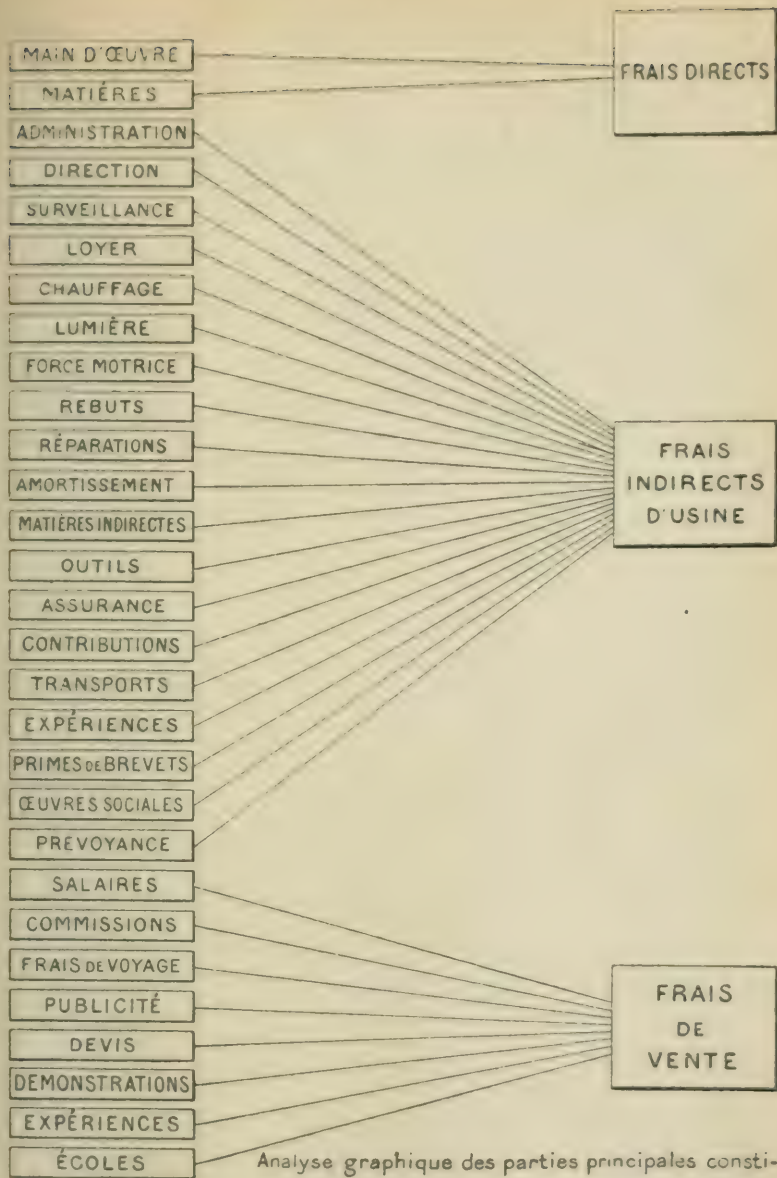 MAIN D'ŒUVRE
MATIÉRES
ADMINISTRATION
DIRECTION
SURVEILLANCE
LOYER
CHAUFFAGE
LUMIÈRE
FORCE MOTRICE
REBUTS
RÉPARATIONS
AMORTISSEMENT
MATIÈRES INDIRECTES
OUTILS
ASSURANCE
CONTRIBUTIONS
TRANSPORTS
EXPÉRIENCES
PRIMES DE BREVETS
ŒUVRES SOCIALES
PREVOYANCE
SALAIRES
COMMISSIONS
FRAIS DE VOYAGE
PUBLICITÉ
DEVIS
DEMONSTRATIONS
EXPÉRIENCES
ÉCOLES
FRAIS DIRECTS
FRAIS
INDIRECTS
D'USINE
FRAIS
DE
VENTE
Analyse graphique des parties principales consti-